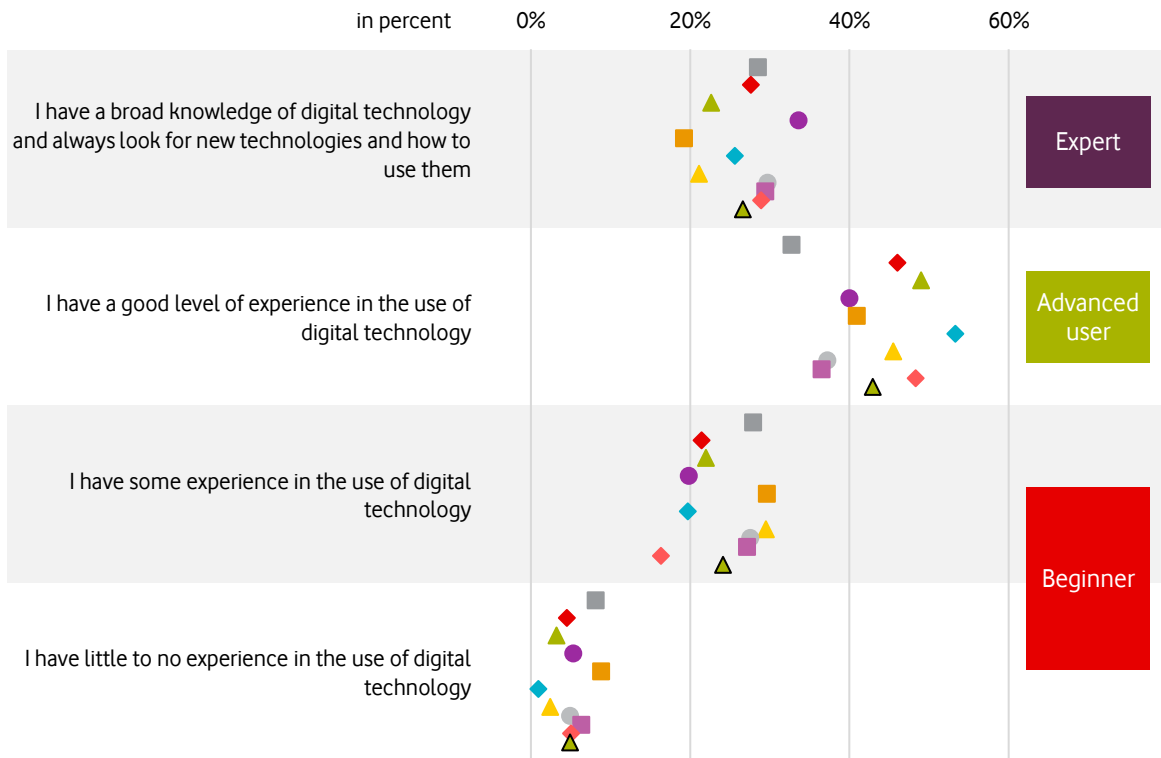 in percent 0% 20% 40% 60%
I have a broad knowledge of digital technology
and always look for new technologies and how to
use them
Expert
I have a good level of experience in the use of
digital technology
Advanced
user
I have some experience in the use of digital
technology
Beginner
I have little to no experience in the use of digital
technology